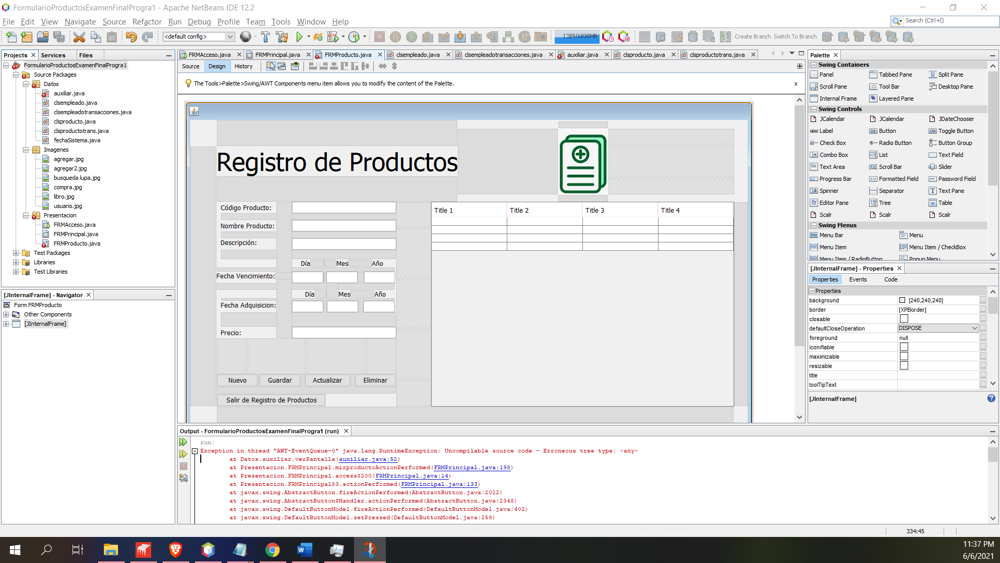 FormularioProductosExamenFinalProgra1 - Apache NetBeans IDE 12.2
File Edit View Navigate Source Refactor Run Debug Profile Team Tools Window Help
Search (Ctrl+I)
<default config>
1289/1838MB
Create Branch Switch To Branch
Projects Services Files
FRMAcceso.java FRMPrincipal.java FRMProducto.java clsempleado.java clsempleadotransacciones.java auxiliar.java clsproducto.java clsproductotrans.java
Source Design History
The Tools>Palette>Swing/AWT Components menu item allows you to modify the content of the Palette.
x
FormularioProductosExamenFinalProgra1
Source Packages
Datos
auxiliar.java
clsempleado.java
clsempleadotransacciones.java
clsproducto.java
clsproductotrans.java
fechaSistema.java
Imagenes
agregar.jpg
agregar2.jpg
busqueda lupa.jpg
compra.jpg
libro.jpg
usuario.jpg
Presentacion
FRMAcceso.java
FRMPrincipal.java
FRMProducto.java
Test Packages
Libraries
Test Libraries
[JInternalFrame] - Navigator
Form FRMProducto
Other Components
[JInternalFrame]
Registro de Productos
Código Producto:
Nombre Producto:
Descripción:
Día Mes Año
Fecha Vencimiento:
Día Mes Año
Fecha Adquisicion:
Precio:
Nuevo Guardar Actualizar Eliminar
Salir de Registro de Productos
Title 1 Title 2 Title 3 Title 4
Palette
Swing Containers
Panel Tabbed Pane Split Pane
Scroll Pane Tool Bar Desktop Pane
Internal Frame Layered Pane
Swing Controls
JCalendar JCalendar JDateChooser
label Label OK Button ON Toggle Button
Check Box Radio Button Button Group
Combo Box List Text Field
Text Area Scroll Bar Slider
Progress Bar Formatted Field Password Field
Spinner Separator Text Pane
Editor Pane Tree Table
Scalr Scalr Scalr
Swing Menus
File Menu Bar Menu
Menu Item Menu Item / CheckBox
Menu Item / RadioButton Popup Menu
[JInternalFrame] - Properties
Properties Events Code
Properties
background [240,240,240] ...
border [XPBorder] ...
closable ...
defaultCloseOperation DISPOSE ...
foreground null ...
iconifiable ...
maximizable ...
resizable ...
title ...
toolTipText ...
[JInternalFrame]
Output - FormularioProductosExamenFinalProgra1 (run)
run:
Exception in thread "AWT-EventQueue-0" java.lang.RuntimeException: Uncompilable source code - Erroneous tree type: <any>
at Datos.auxiliar.verPantalla(auxiliar.java:52)
at Presentacion.FRMPrincipal.mirproductoActionPerformed(FRMPrincipal.java:198)
at Presentacion.FRMPrincipal.access$200(FRMPrincipal.java:14)
at Presentacion.FRMPrincipal$3.actionPerformed(FRMPrincipal.java:133)
at javax.swing.AbstractButton.fireActionPerformed(AbstractButton.java:2022)
at javax.swing.AbstractButton$Handler.actionPerformed(AbstractButton.java:2348)
at javax.swing.DefaultButtonModel.fireActionPerformed(DefaultButtonModel.java:402)
at javax.swing.DefaultButtonModel.setPressed(DefaultButtonModel.java:259)
334:45
11:37 PM
6/6/2021